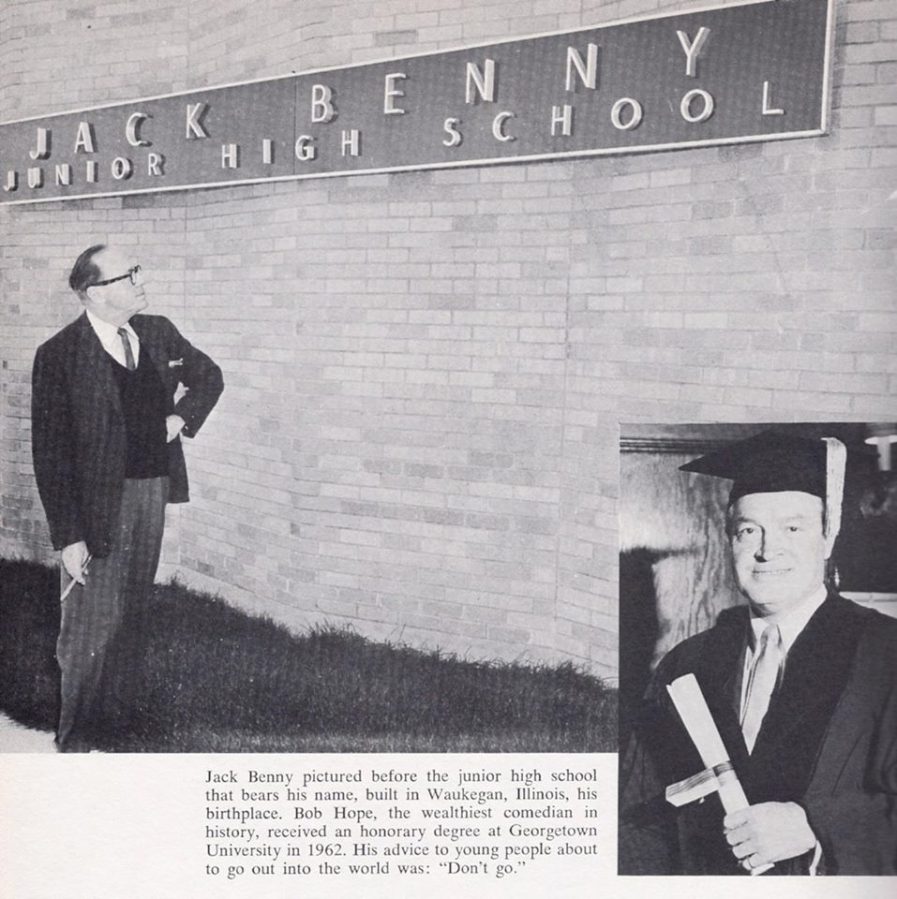 JACK BENNY
JUNIOR HIGH SCHOOL
Jack Benny pictured before the junior high school
that bears his name, built in Waukegan, Illinois, his
birthplace. Bob Hope, the wealthiest comedian in
history, received an honorary degree at Georgetown
University in 1962. His advice to young people about
to go out into the world was: “Don't go.”